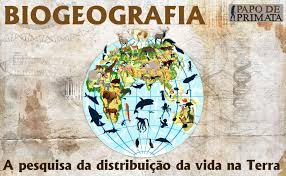 BIOGEOGRAFIA
PAPO DE
PRIMATA
A pesquisa da distribuição da vida na Terra